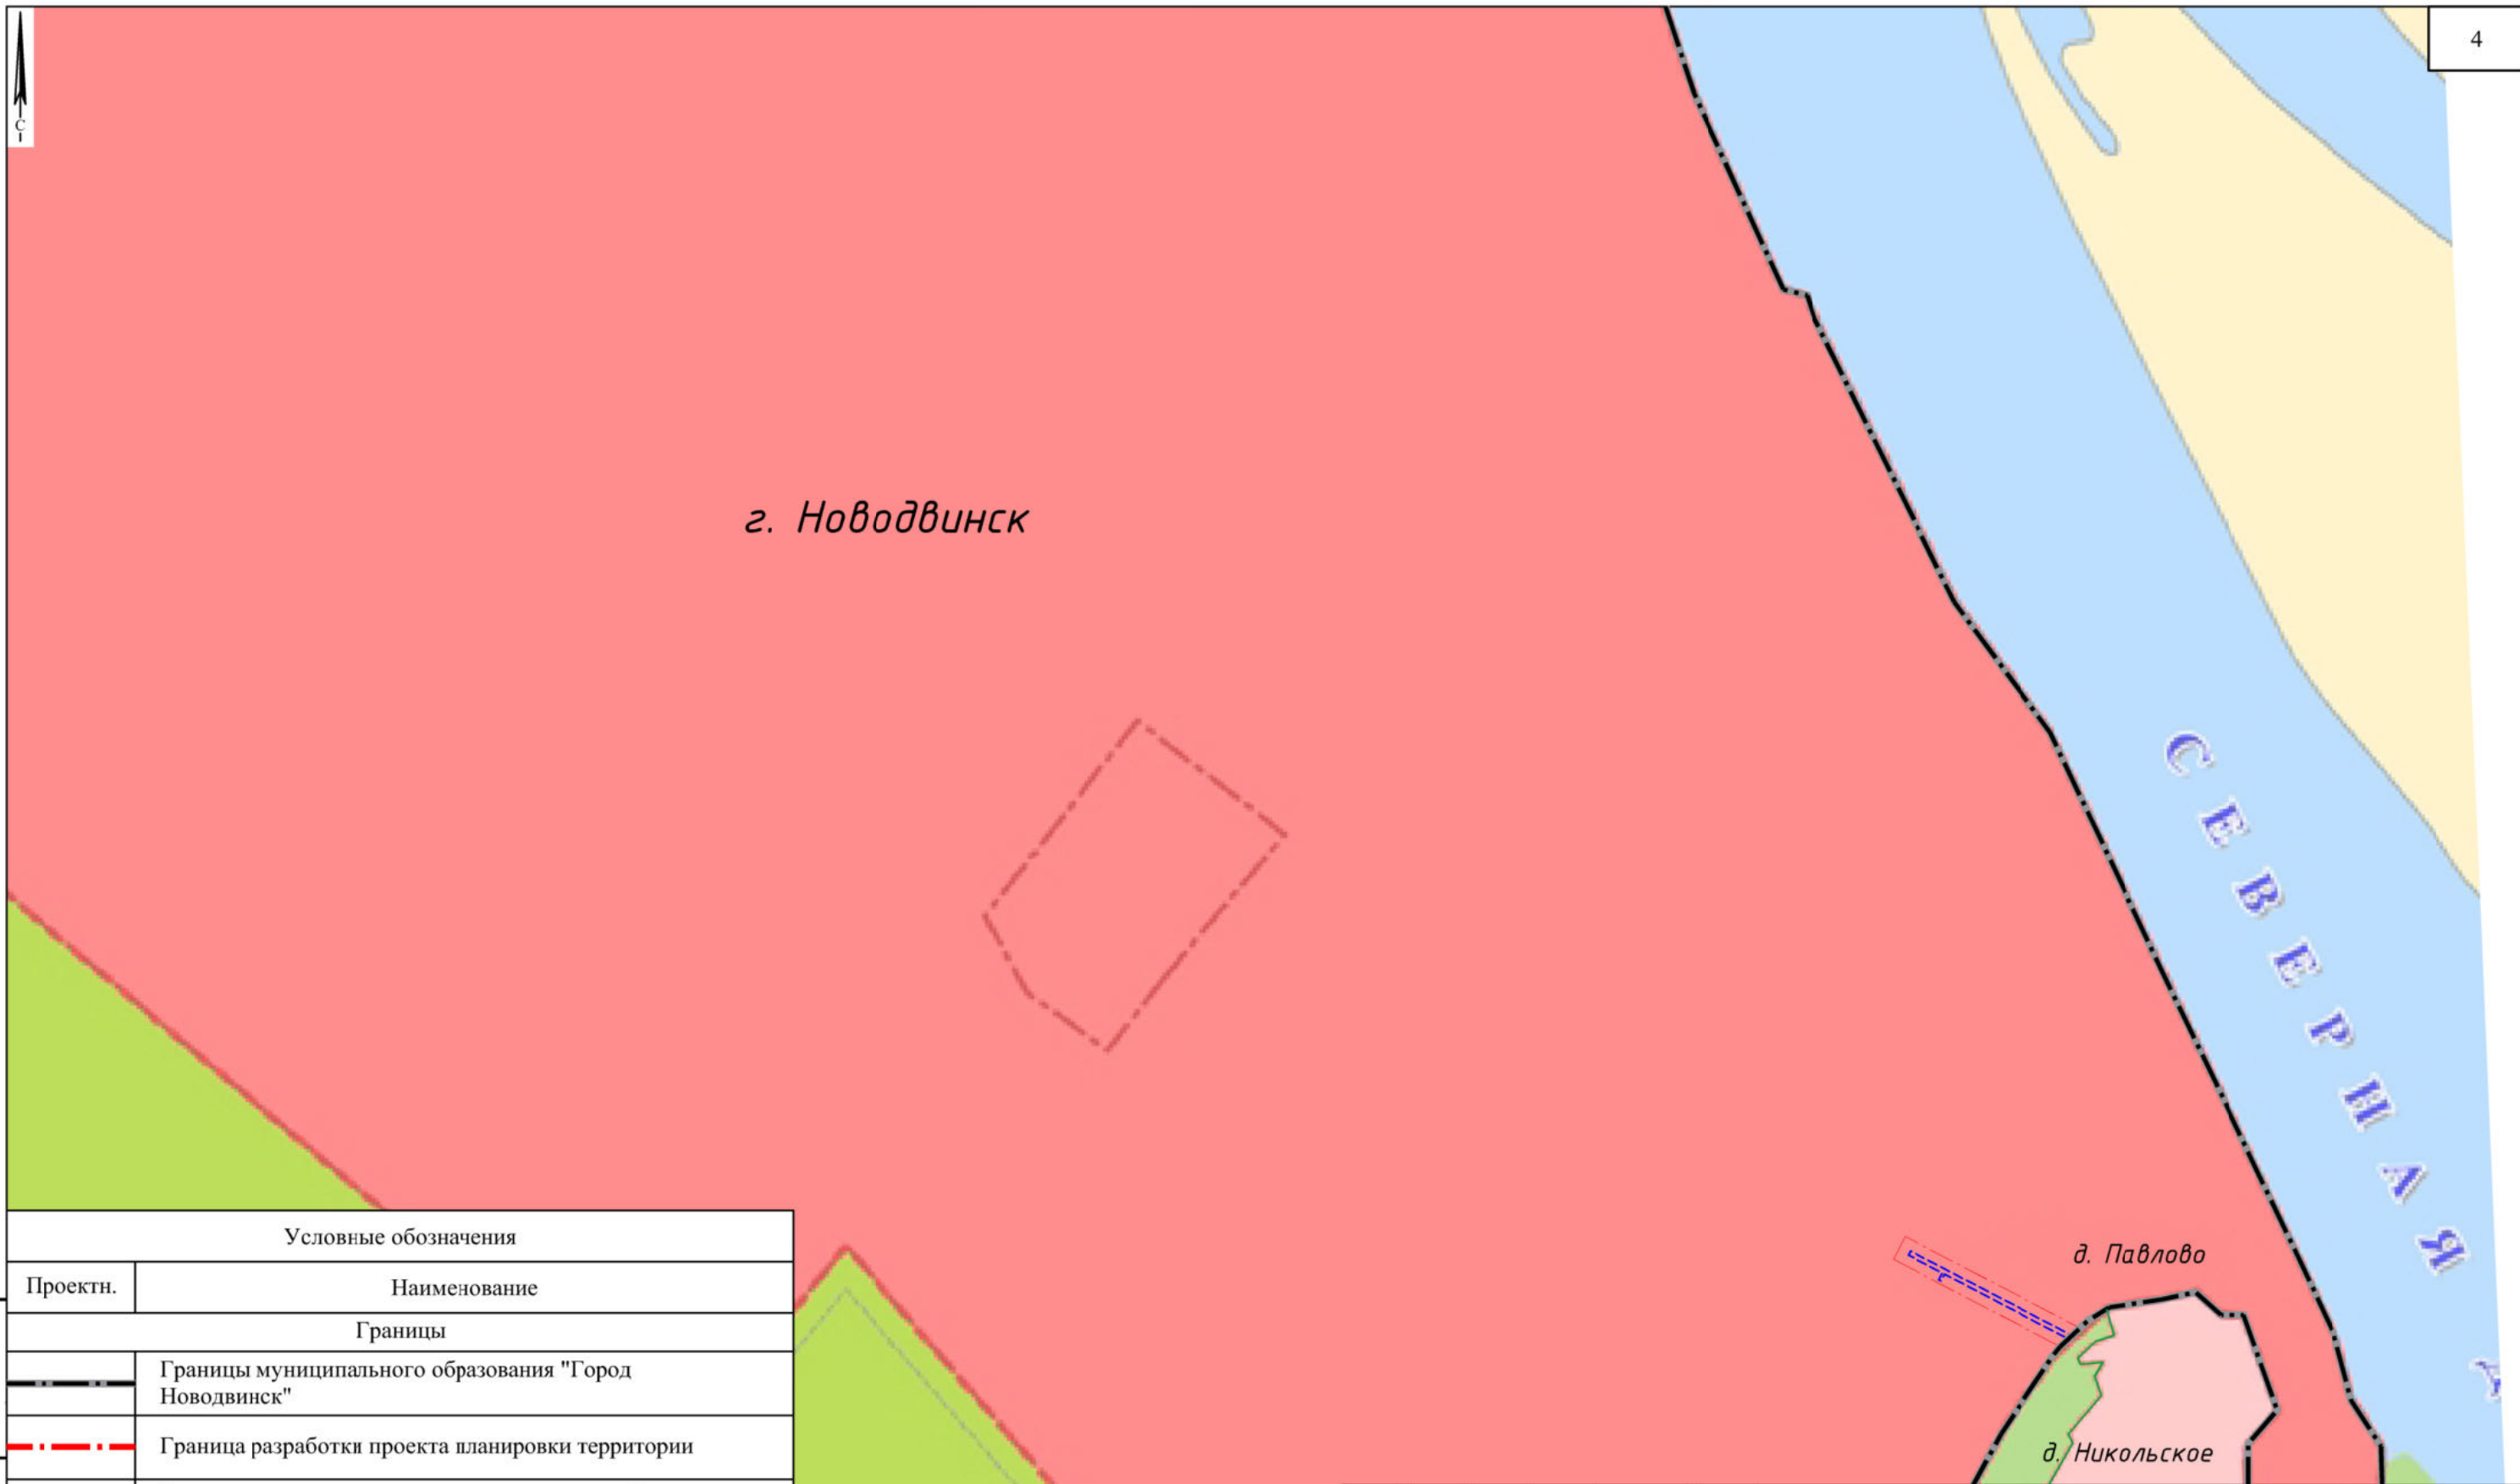 4
С
г. Новодвинск
СЕВЕРНАЯ
д. Павлово
д. Никольское
Условные обозначения
Проектн. Наименование
Границы
Границы муниципального образования "Город
Новодвинск"
Граница разработки проекта планировки территории